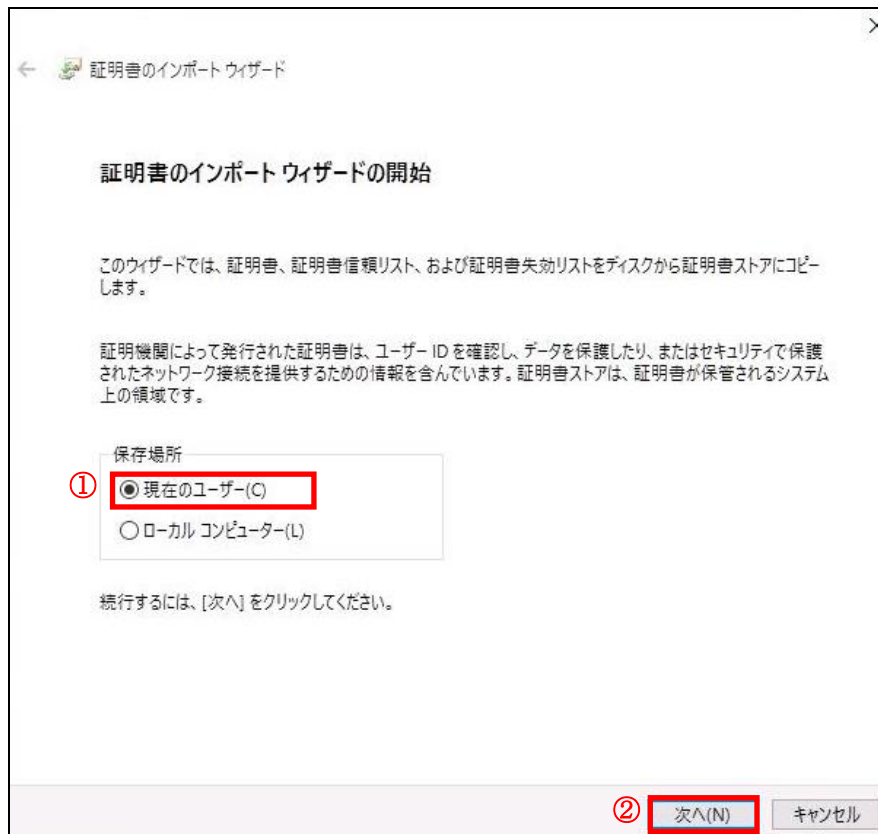 証明書のインポート ウィザード
証明書のインポート ウィザードの開始
このウィザードでは、証明書、証明書信頼リスト、および証明書失効リストをディスクから証明書ストアにコピー
します。
証明機関によって発行された証明書は、ユーザー ID を確認し、データを保護したり、またはセキュリティで保護
されたネットワーク接続を提供するための情報を含んでいます。証明書ストアは、証明書が保管されるシステム
上の領域です。
保存場所
① 現在のユーザー(C)
ローカル コンピューター(L)
続行するには、[次へ] をクリックしてください。
② 次へ(N) キャンセル